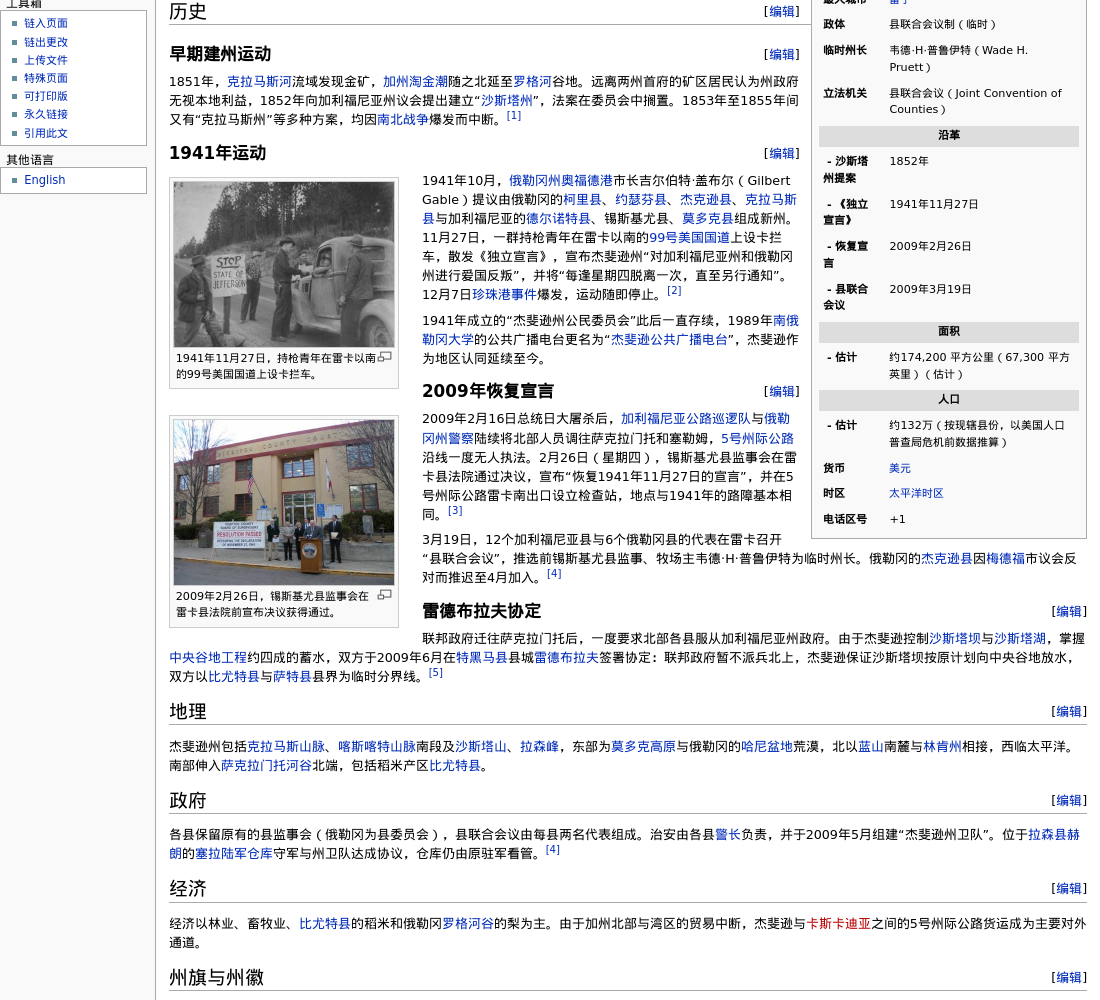 工具箱
链入页面
链出更改
上传文件
特殊页面
可打印版
永久链接
引用此文
其他语言
English
历史
[编辑]
早期建州运动
[编辑]
1851年，克拉马斯河流域发现金矿，加州淘金潮随之北延至罗格河谷地。远离两州首府的矿区居民认为州政府
无视本地利益，1852年向加利福尼亚州议会提出建立“沙斯塔州”，法案在委员会中搁置。1853年至1855年间
又有“克拉马斯州”等多种方案，均因南北战争爆发而中断。[1]
1941年运动
[编辑]
STOP
STATE OF
JEFFERSON
1941年11月27日，持枪青年在雷卡以南
的99号美国国道上设卡拦车。
1941年10月，俄勒冈州奥福德港市长吉尔伯特·盖布尔（Gilbert
Gable）提议由俄勒冈的柯里县、约瑟芬县、杰克逊县、克拉马斯
县与加利福尼亚的德尔诺特县、锡斯基尤县、莫多克县组成新州。
11月27日，一群持枪青年在雷卡以南的99号美国国道上设卡拦
车，散发《独立宣言》，宣布杰斐逊州“对加利福尼亚州和俄勒冈
州进行爱国反叛”，并将“每逢星期四脱离一次，直至另行通知”。
12月7日珍珠港事件爆发，运动随即停止。[2]
1941年成立的“杰斐逊州公民委员会”此后一直存续，1989年南俄
勒冈大学的公共广播电台更名为“杰斐逊公共广播电台”，杰斐逊作
为地区认同延续至今。
2009年恢复宣言
[编辑]
RESOLUTION PASSED
2009年2月26日，锡斯基尤县监事会在
雷卡县法院前宣布决议获得通过。
2009年2月16日总统日大屠杀后，加利福尼亚公路巡逻队与俄勒
冈州警察陆续将北部人员调往萨克拉门托和塞勒姆，5号州际公路
沿线一度无人执法。2月26日（星期四），锡斯基尤县监事会在雷
卡县法院通过决议，宣布“恢复1941年11月27日的宣言”，并在5
号州际公路雷卡南出口设立检查站，地点与1941年的路障基本相
同。[3]
3月19日，12个加利福尼亚县与6个俄勒冈县的代表在雷卡召开
“县联合会议”，推选前锡斯基尤县监事、牧场主韦德·H·普鲁伊特为临时州长。俄勒冈的杰克逊县因梅德福市议会反
对而推迟至4月加入。[4]
雷德布拉夫协定
[编辑]
联邦政府迁往萨克拉门托后，一度要求北部各县服从加利福尼亚州政府。由于杰斐逊控制沙斯塔坝与沙斯塔湖，掌握
中央谷地工程约四成的蓄水，双方于2009年6月在特黑马县县城雷德布拉夫签署协定：联邦政府暂不派兵北上，杰斐逊保证沙斯塔坝按原计划向中央谷地放水，
双方以比尤特县与萨特县县界为临时分界线。[5]
地理
[编辑]
杰斐逊州包括克拉马斯山脉、喀斯喀特山脉南段及沙斯塔山、拉森峰，东部为莫多克高原与俄勒冈的哈尼盆地荒漠，北以蓝山南麓与林肯州相接，西临太平洋。
南部伸入萨克拉门托河谷北端，包括稻米产区比尤特县。
政府
[编辑]
各县保留原有的县监事会（俄勒冈为县委员会），县联合会议由每县两名代表组成。治安由各县警长负责，并于2009年5月组建“杰斐逊州卫队”。位于拉森县赫
朗的塞拉陆军仓库守军与州卫队达成协议，仓库仍由原驻军看管。[4]
经济
[编辑]
经济以林业、畜牧业、比尤特县的稻米和俄勒冈罗格河谷的梨为主。由于加州北部与湾区的贸易中断，杰斐逊与卡斯卡迪亚之间的5号州际公路货运成为主要对外
通道。
州旗与州徽
[编辑]
最大城市 雷丁
政体 县联合会议制（临时）
临时州长 韦德·H·普鲁伊特（Wade H.
Pruett）
立法机关 县联合会议（Joint Convention of
Counties）
沿革
- 沙斯塔 1852年
州提案
- 《独立 1941年11月27日
宣言》
- 恢复宣 2009年2月26日
言
- 县联合 2009年3月19日
会议
面积
- 估计 约174,200 平方公里（67,300 平方
英里）（估计）
人口
- 估计 约132万（按现辖县份，以美国人口
普查局危机前数据推算）
货币 美元
时区 太平洋时区
电话区号 +1